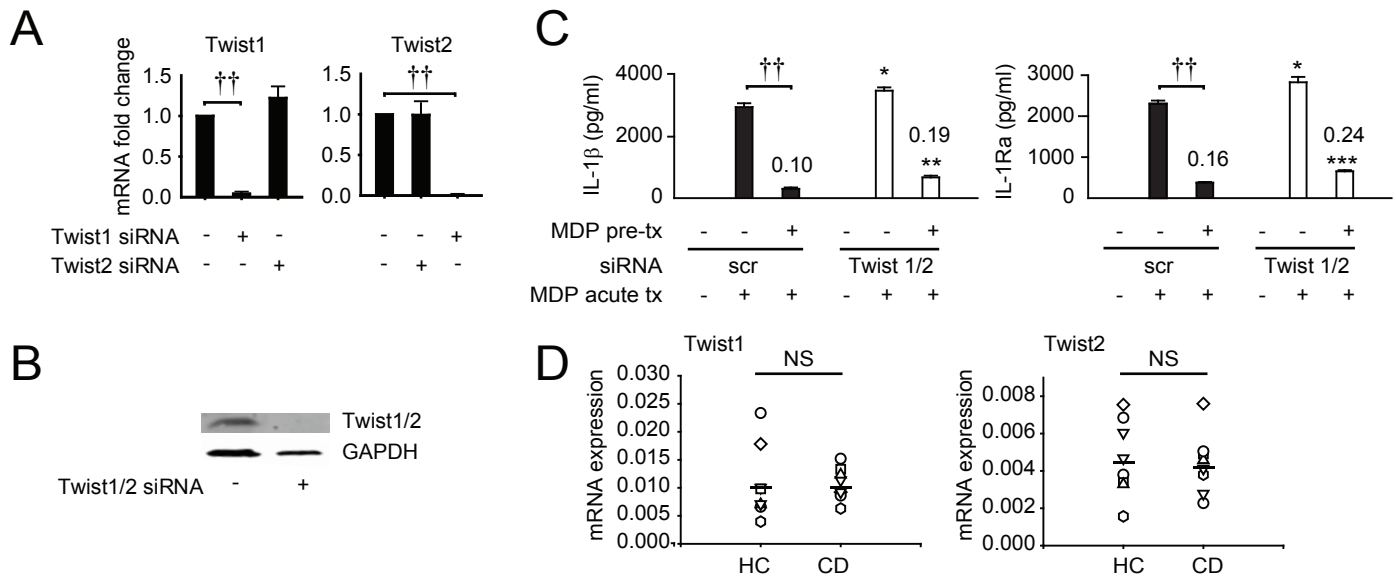 A
Twist1
Twist2
mRNA fold change
1.5
1.0
0.5
0.0
††
1.5
1.0
0.5
0.0
††
Twist1 siRNA - + - - - +
Twist2 siRNA - - + - + -
B
Twist1/2
GAPDH
Twist1/2 siRNA - +
C
IL-1β (pg/ml)
4000
2000
0
††
0.10
*
0.19
**
IL-1Ra (pg/ml)
3000
2000
1000
0
††
0.16
*
0.24
***
MDP pre-tx - - + - - + - - + - - +
siRNA scr Twist 1/2 scr Twist 1/2
MDP acute tx - + + - + + - + + - + +
D
Twist1
NS
mRNA expression
0.030
0.025
0.020
0.015
0.010
0.005
0.000
HC CD
Twist2
NS
mRNA expression
0.008
0.006
0.004
0.002
0.000
HC CD